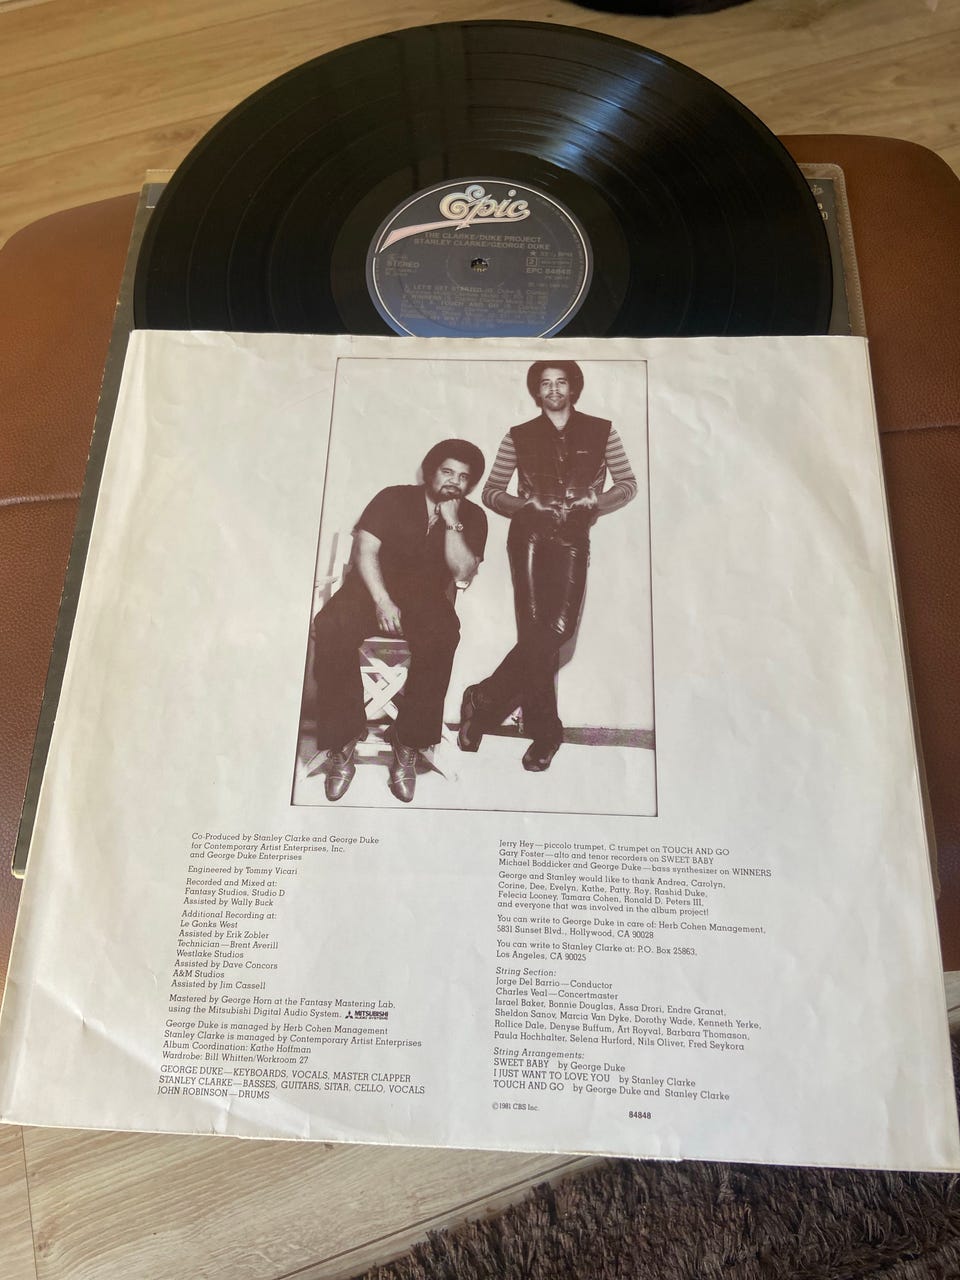 Epic
THE CLARKE/DUKE PROJECT
STANLEY CLARKE/GEORGE DUKE
STEREO
EPC 84848
1. LET'S GET STARTED
2. WINNERS
TOUCH AND GO
Co-Produced by Stanley Clarke and George Duke
for Contemporary Artist Enterprises, Inc.
and George Duke Enterprises
Engineered by Tommy Vicari
Recorded and Mixed at:
Fantasy Studios, Studio D
Assisted by Wally Buck
Additional Recording at:
Le Gonks West
Assisted by Erik Zobler
Technician—Brent Averill
Westlake Studios
Assisted by Dave Concors
A&M Studios
Assisted by Jim Cassell
Mastered by George Horn at the Fantasy Mastering Lab,
using the Mitsubishi Digital Audio System. MITSUBISHI
George Duke is managed by Herb Cohen Management
Stanley Clarke is managed by Contemporary Artist Enterprises
Album Coordination: Kathe Hoffman
Wardrobe: Bill Whitten/Workroom 27
GEORGE DUKE—KEYBOARDS, VOCALS, MASTER CLAPPER
STANLEY CLARKE—BASSES, GUITARS, SITAR, CELLO, VOCALS
JOHN ROBINSON—DRUMS
Jerry Hey—piccolo trumpet, C trumpet on TOUCH AND GO
Gary Foster—alto and tenor recorders on SWEET BABY
Michael Boddicker and George Duke—bass synthesizer on WINNERS
George and Stanley would like to thank Andrea, Carolyn,
Corine, Dee, Evelyn, Kathe, Patty, Roy, Rashid Duke,
Felecia Looney, Tamara Cohen, Ronald D. Peters III,
and everyone that was involved in the album project!
You can write to George Duke in care of: Herb Cohen Management,
5831 Sunset Blvd., Hollywood, CA 90028
You can write to Stanley Clarke at: P.O. Box 25863,
Los Angeles, CA 90025
String Section:
Jorge Del Barrio—Conductor
Charles Veal—Concertmaster
Israel Baker, Bonnie Douglas, Assa Drori, Endre Granat,
Sheldon Sanov, Marcia Van Dyke, Dorothy Wade, Kenneth Yerke,
Rollice Dale, Denyse Buffum, Art Royval, Barbara Thomason,
Paula Hochhalter, Selena Hurford, Nils Oliver, Fred Seykora
String Arrangements:
SWEET BABY by George Duke
I JUST WANT TO LOVE YOU by Stanley Clarke
TOUCH AND GO by George Duke and Stanley Clarke
©1981 CBS Inc.
84848